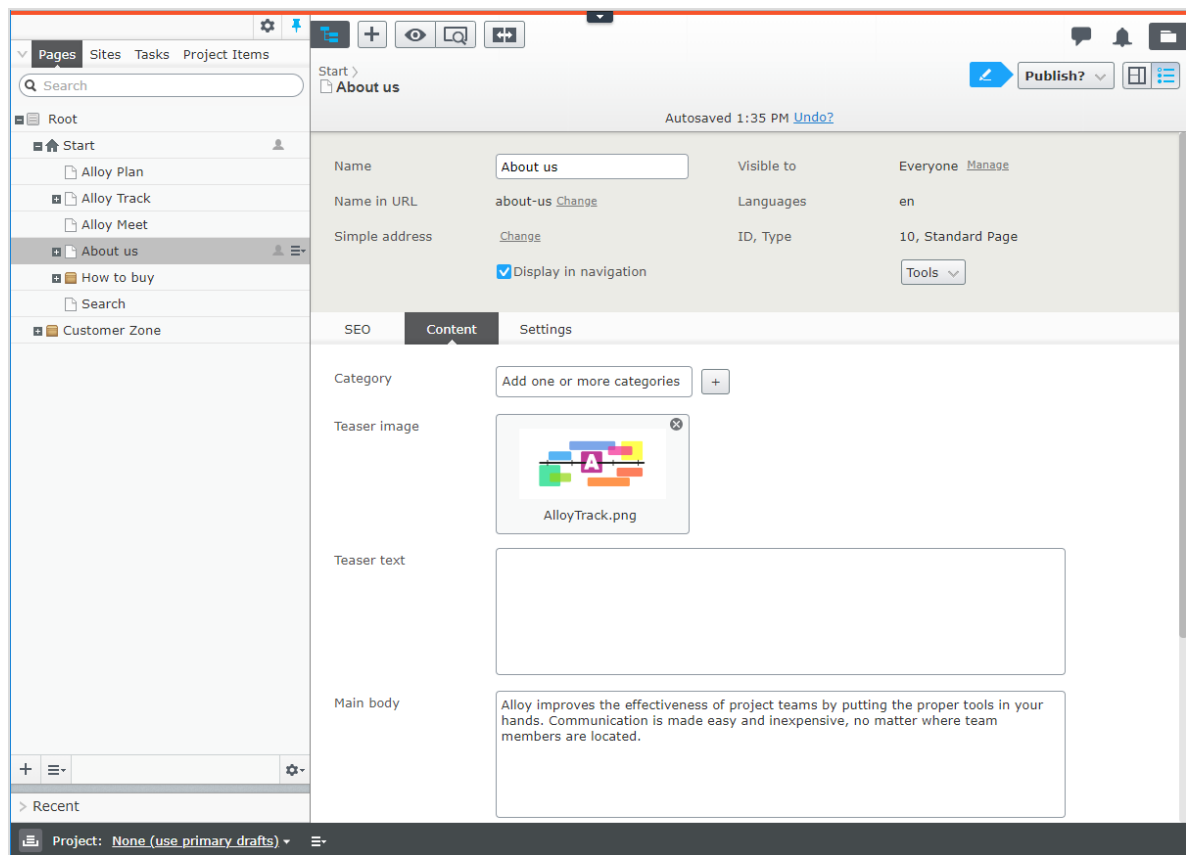 Pages Sites Tasks Project Items
Search
Root
Start
Alloy Plan
Alloy Track
Alloy Meet
About us
How to buy
Search
Customer Zone
Recent
Start
About us
Publish?
Autosaved 1:35 PM Undo?
Name About us Visible to Everyone Manage
Name in URL about-us Change Languages en
Simple address Change ID, Type 10, Standard Page
Display in navigation Tools
SEO Content Settings
Category Add one or more categories +
Teaser image
A
AlloyTrack.png
Teaser text
Main body
Alloy improves the effectiveness of project teams by putting the proper tools in your
hands. Communication is made easy and inexpensive, no matter where team
members are located.
Project: None (use primary drafts)